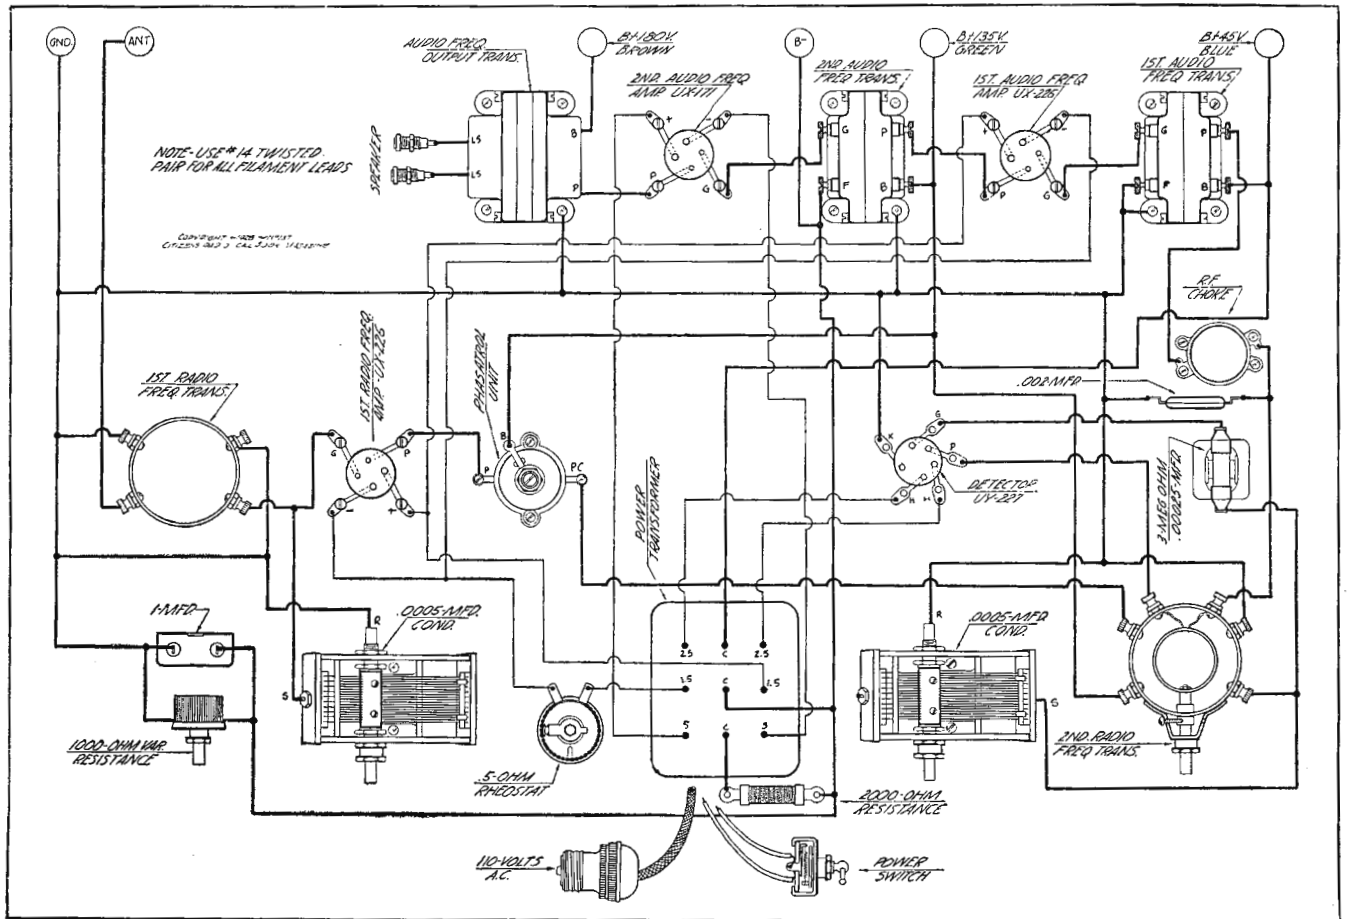 GND.
ANT
AUDIO FREQ.
OUTPUT TRANS.
B+180V.
BROWN
2ND. AUDIO FREQ
AMP. UX-171
B-
2ND AUDIO
FREQ TRANS.
B+135V.
GREEN
1ST. AUDIO FREQ
AMP. UX-226
B+45V.
BLUE
1ST AUDIO
FREQ TRANS.
NOTE-USE #14 TWISTED
PAIR FOR ALL FILAMENT LEADS
SPEAKER
LS
LS
B
P
+
-
P
G
G
P
F
B
+
-
P
G
G
P
F
B
COPYRIGHT
CITIZENS
R.F.
CHOKE
1ST. RADIO
FREQ. TRANS.
1ST. RADIO FREQ.
AMP.-UX-226
G
P
-
+
PHASATROL
UNIT
B
P
PC
.002-MFD.
G
K
P
H
H
DETECTOR
UY-227
3-MEG OHM
.00025-MFD.
POWER
TRANSFORMER
1-MFD.
R
.0005-MFD.
COND.
S
1000-OHM VAR.
RESISTANCE
.5-OHM
RHEOSTAT
2.5
C
2.5
1.5
C
1.5
5
C
5
R
.0005-MFD
COND.
S
2ND. RADIO
FREQ TRANS.
2000-OHM
RESISTANCE
110-VOLTS
A.C.
POWER
SWITCH